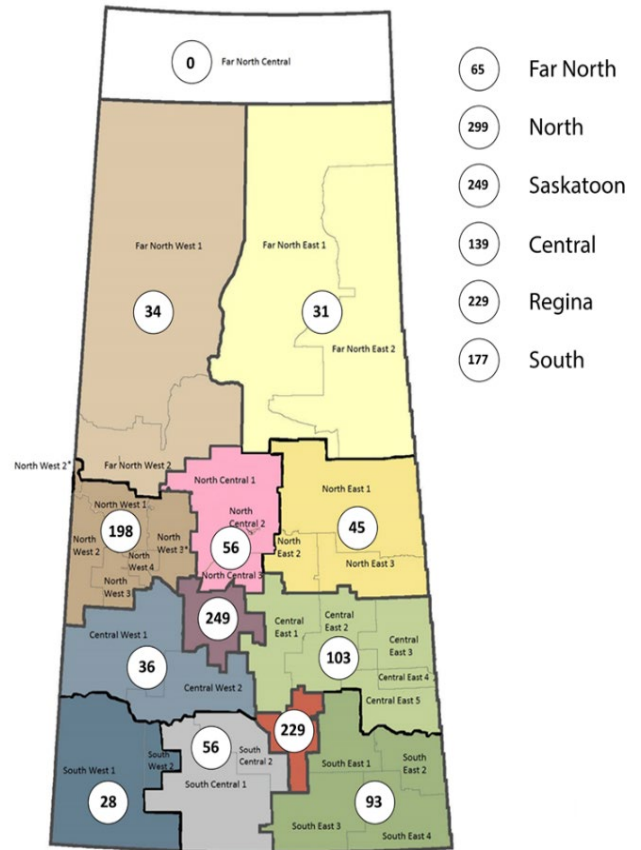 0 Far North Central
65 Far North
299 North
249 Saskatoon
139 Central
229 Regina
177 South
Far North West 1
Far North East 1
34
31
Far North East 2
North West 2*
Far North West 2
North Central 1
North East 1
North West 1
198
North
Central 2
45
North
West 2
North
West 3*
56
North
East 2
North
West 4
North East 3
North
West 3
North Central 3
249
Central West 1
Central
East 1
Central
East 2
Central
East 3
103
36
Central East 4
Central West 2
Central East 5
229
56
South
West 2
South
Central 2
South West 1
South East 1
South
East 2
South Central 1
28
93
South East 3
South East 4